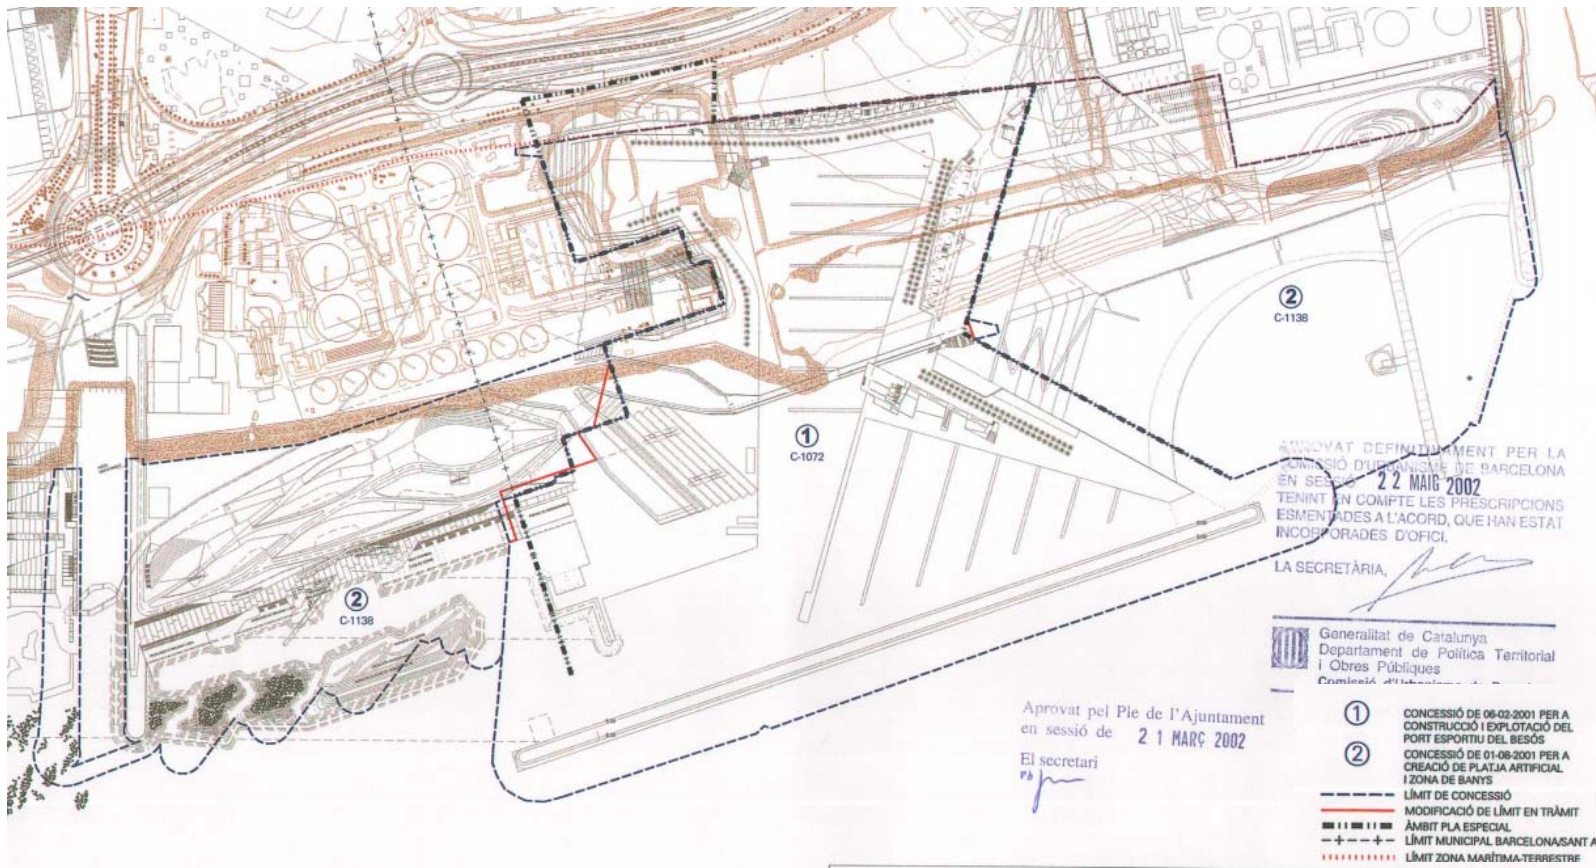 ②
C-1138
①
C-1072
APROVAT DEFINITIVAMENT PER LA
COMISSIÓ D'URBANISME DE BARCELONA
EN SESSIÓ 22 MAIG 2002
TENINT EN COMPTE LES PRESCRIPCIONS
ESMENTADES A L'ACORD, QUE HAN ESTAT
INCORPORADES D'OFICI.
LA SECRETÀRIA,
②
C-1138
Generalitat de Catalunya
Departament de Política Territorial
i Obres Públiques
Comissió d'Urbanisme de
Aprovat pel Ple de l'Ajuntament
en sessió de 21 MARÇ 2002
El secretari
① CONCESSIÓ DE 06-02-2001 PER A
CONSTRUCCIÓ I EXPLOTACIÓ DEL
PORT ESPORTIU DEL BESÓS
② CONCESSIÓ DE 01-08-2001 PER A
CREACIÓ DE PLATJA ARTIFICIAL
I ZONA DE BANYS
LÍMIT DE CONCESSIÓ
MODIFICACIÓ DE LÍMIT EN TRÀMIT
ÀMBIT PLA ESPECIAL
LÍMIT MUNICIPAL BARCELONA/SANT A
LÍMIT ZONA MARÍTIMA-TERRESTRE